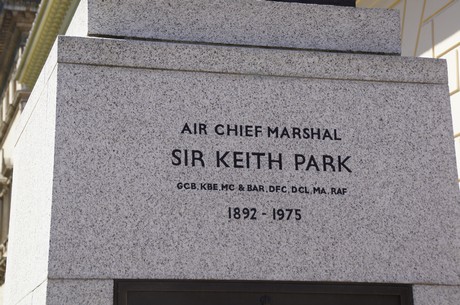 AIR CHIEF MARSHAL
SIR KEITH PARK
GCB, KBE, MC & BAR, DFC, DCL, MA, RAF
1892 - 1975